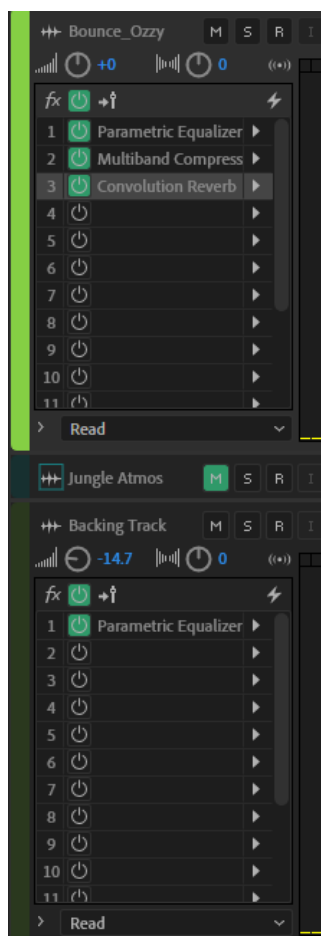 Bounce_Ozzy M S R I
+0 0
fx
1 Parametric Equalizer
2 Multiband Compress
3 Convolution Reverb
4
5
6
7
8
9
10
11
Read
Jungle Atmos M S R I
Backing Track M S R I
-14.7 0
fx
1 Parametric Equalizer
2
3
4
5
6
7
8
9
10
11
Read